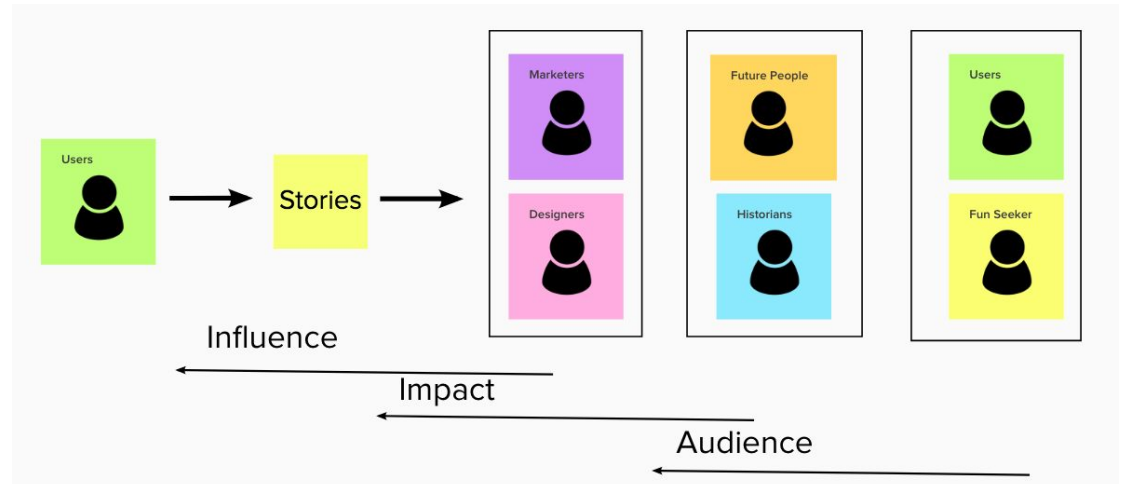 Users
Stories
Marketers
Designers
Future People
Historians
Users
Fun Seeker
Influence
Impact
Audience